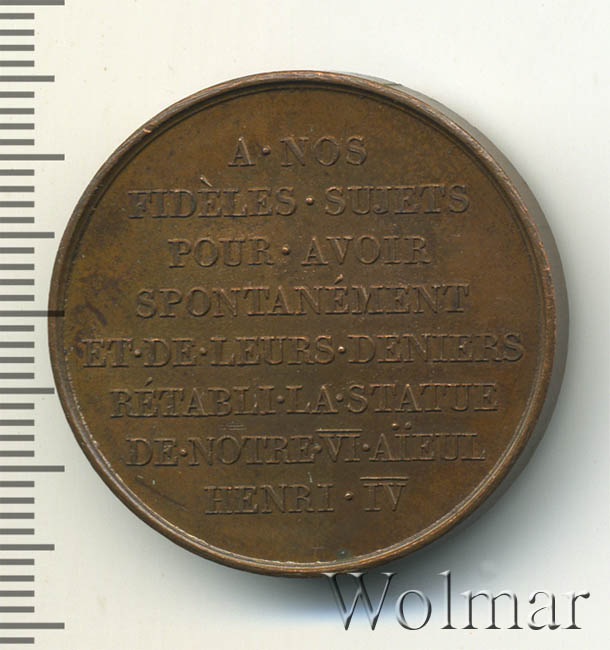 A·NOS
FIDÈLES·SUJETS
POUR·AVOIR
SPONTANÉMENT
ET·DE·LEURS·DENIERS
RÉTABLI·LA·STATUE
DE·NOTRE·VI·AÏEUL
HENRI·IV
Wolmar